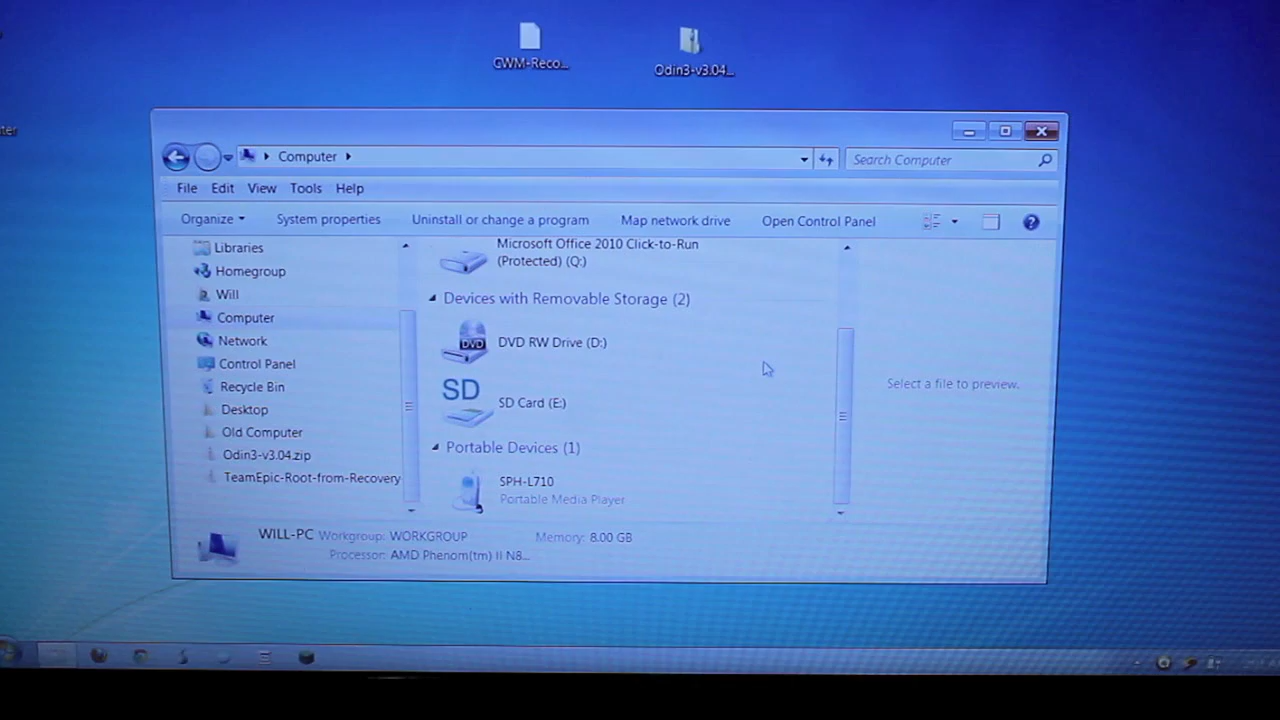 CWM-Reco...
Odin3-v3.04...
Computer
Search Computer
File Edit View Tools Help
Organize System properties Uninstall or change a program Map network drive Open Control Panel
Libraries
Homegroup
Will
Computer
Network
Control Panel
Recycle Bin
Desktop
Old Computer
Odin3-v3.04.zip
TeamEpic-Root-from-Recovery
Microsoft Office 2010 Click-to-Run
(Protected) (Q:)
Devices with Removable Storage (2)
DVD
DVD RW Drive (D:)
SD
SD Card (E:)
Portable Devices (1)
SPH-L710
Portable Media Player
Select a file to preview.
WILL-PC Workgroup: WORKGROUP Memory: 8.00 GB
Processor: AMD Phenom(tm) II N8...